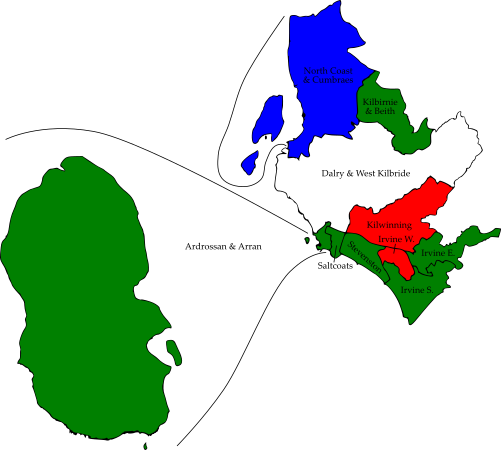 North Coast
& Cumbraes
Kilbirnie
& Beith
Dalry & West Kilbride
Kilwinning
Irvine W.
Ardrossan & Arran
Stevenston
Irvine E.
Saltcoats
Irvine S.